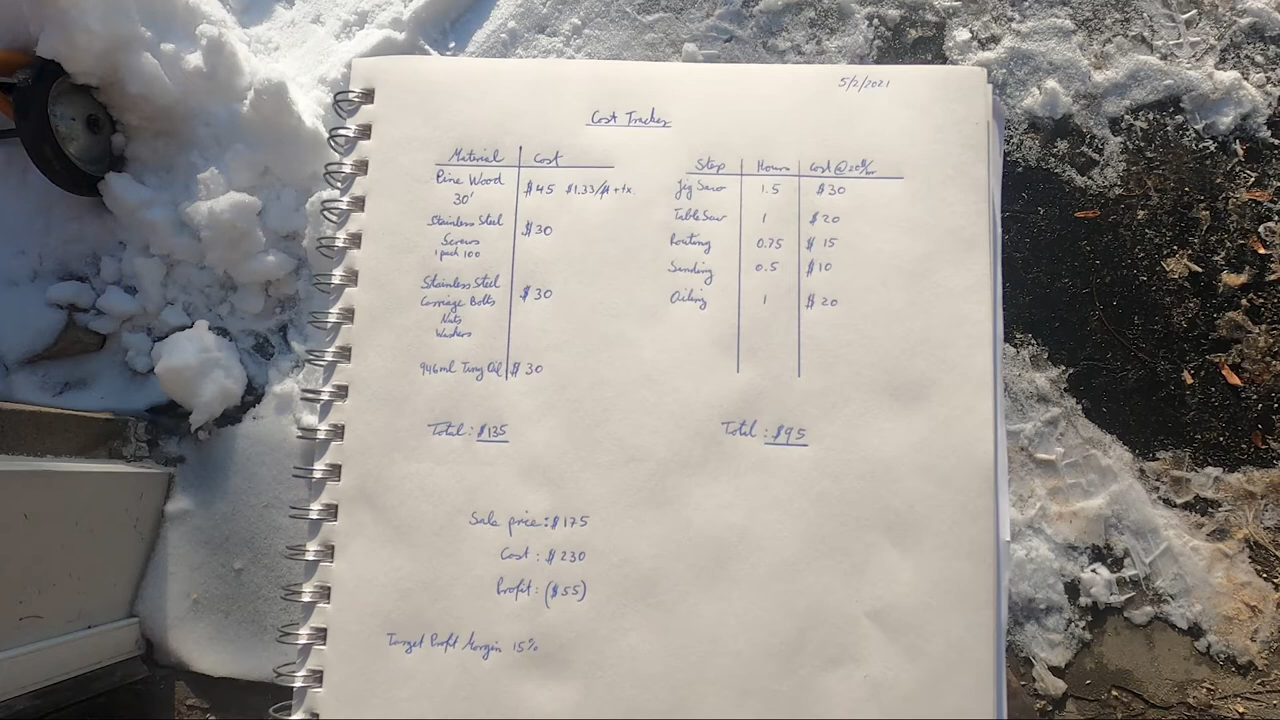 5/2/2021
Cost Tracker
Material Cost
Pine Wood $45 $1.33/ft + tx.
30'
Stainless Steel $30
Screws
1 pack 100
Stainless Steel
Carriage Bolts $30
Nuts
Washers
946ml Tung Oil $30
Total: $135
Step Hours Cost @ 20$/hr
Jig Saw 1.5 $30
Table Saw 1 $20
Routing 0.75 $15
Sanding 0.5 $10
Oiling 1 $20
Total: $95
Sale price: $175
Cost: $230
Profit: ($55)
Target Profit Margin 15%